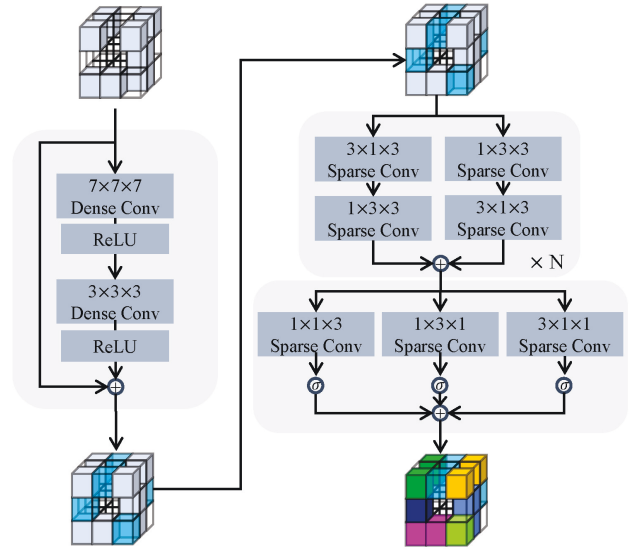 7×7×7
Dense Conv
ReLU
3×3×3
Dense Conv
ReLU
+
3×1×3
Sparse Conv
1×3×3
Sparse Conv
1×3×3
Sparse Conv
3×1×3
Sparse Conv
+
× N
1×1×3
Sparse Conv
1×3×1
Sparse Conv
3×1×1
Sparse Conv
σ
σ
σ
+